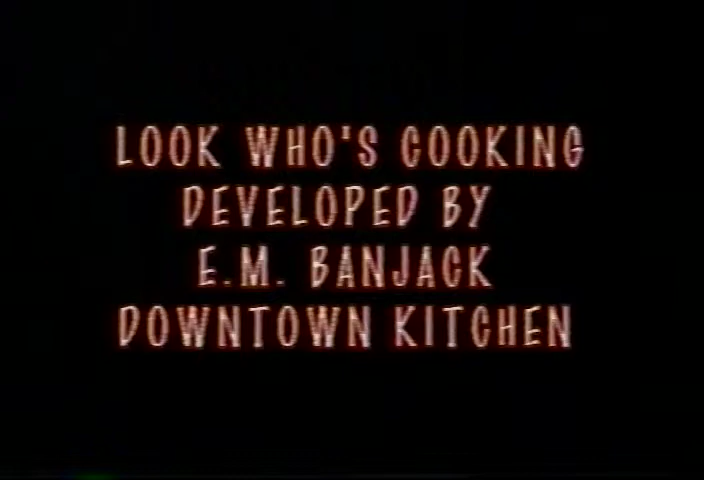 LOOK WHO'S COOKING
DEVELOPED BY
E.M. BANJACK
DOWNTOWN KITCHEN